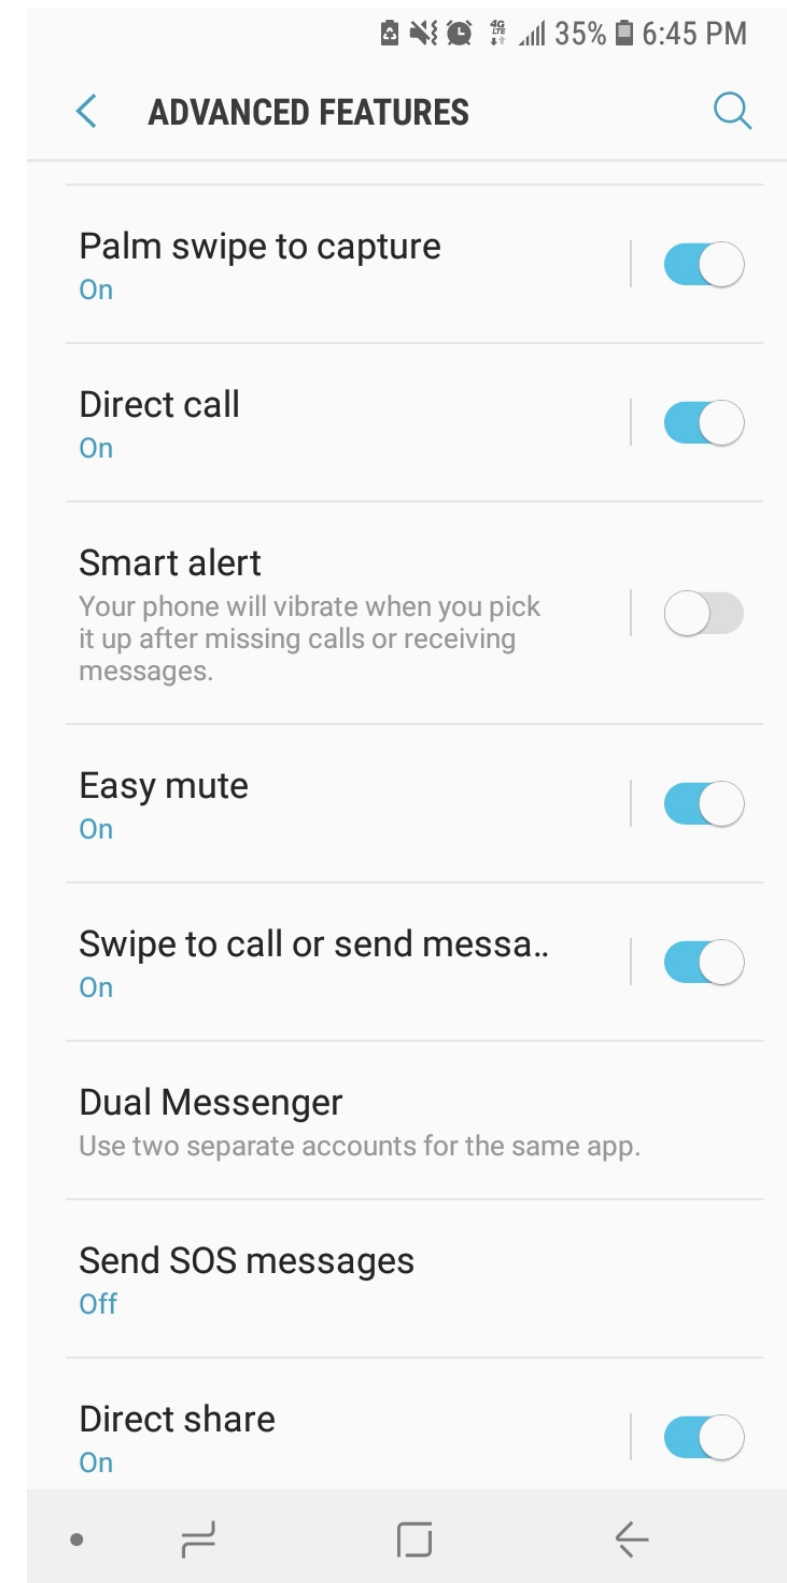 4G LTE 35% 6:45 PM
ADVANCED FEATURES
Palm swipe to capture
On
Direct call
On
Smart alert
Your phone will vibrate when you pick
it up after missing calls or receiving
messages.
Easy mute
On
Swipe to call or send messa..
On
Dual Messenger
Use two separate accounts for the same app.
Send SOS messages
Off
Direct share
On